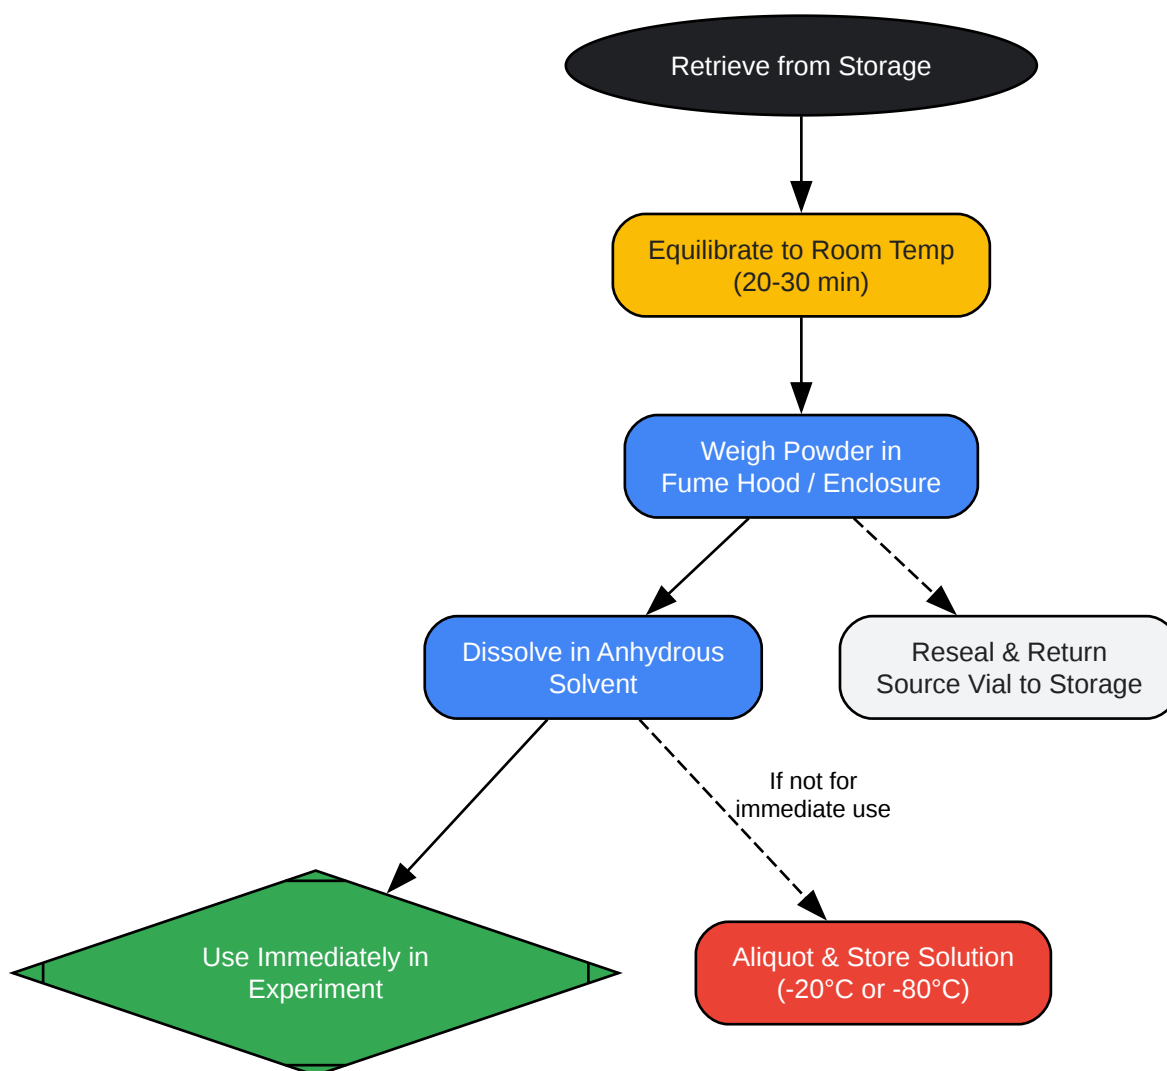 Retrieve from Storage
Equilibrate to Room Temp
(20-30 min)
Weigh Powder in
Fume Hood / Enclosure
Dissolve in Anhydrous
Solvent
Reseal & Return
Source Vial to Storage
If not for
immediate use
Use Immediately in
Experiment
Aliquot & Store Solution
(-20°C or -80°C)